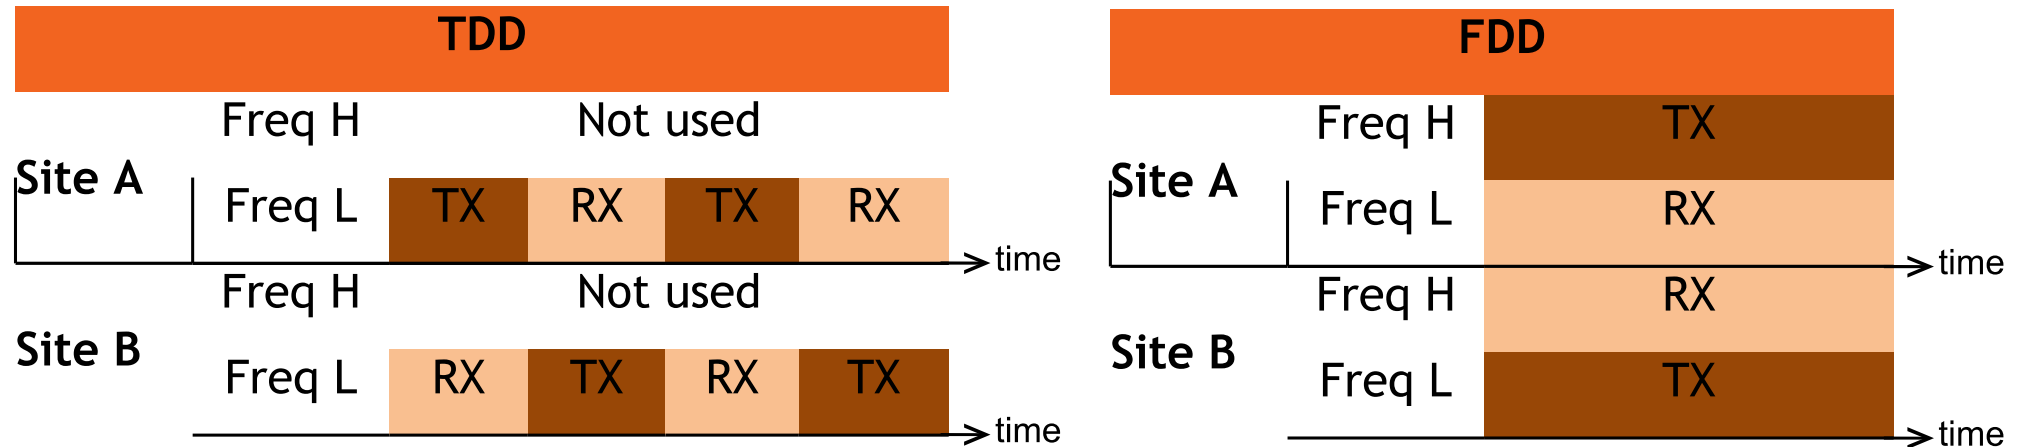 TDD
Freq H Not used
Site A
Freq L TX RX TX RX
time
Freq H Not used
Site B
Freq L RX TX RX TX
time
FDD
Freq H TX
Site A
Freq L RX
time
Freq H RX
Site B
Freq L TX
time